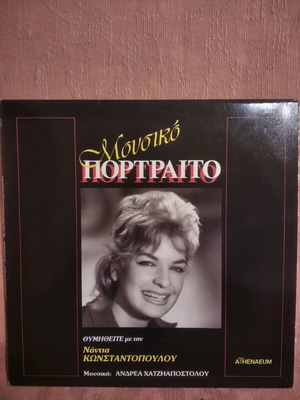 Μουσικό
ΠΟΡΤΡΑΙΤΟ
ΘΥΜΗΘΕΙΤΕ με την
Νάντια
ΚΩΝΣΤΑΝΤΟΠΟΥΛΟΥ
Μουσική: ΑΝΔΡΕΑ ΧΑΤΖΗΑΠΟΣΤΟΛΟΥ
ATHENAEUM